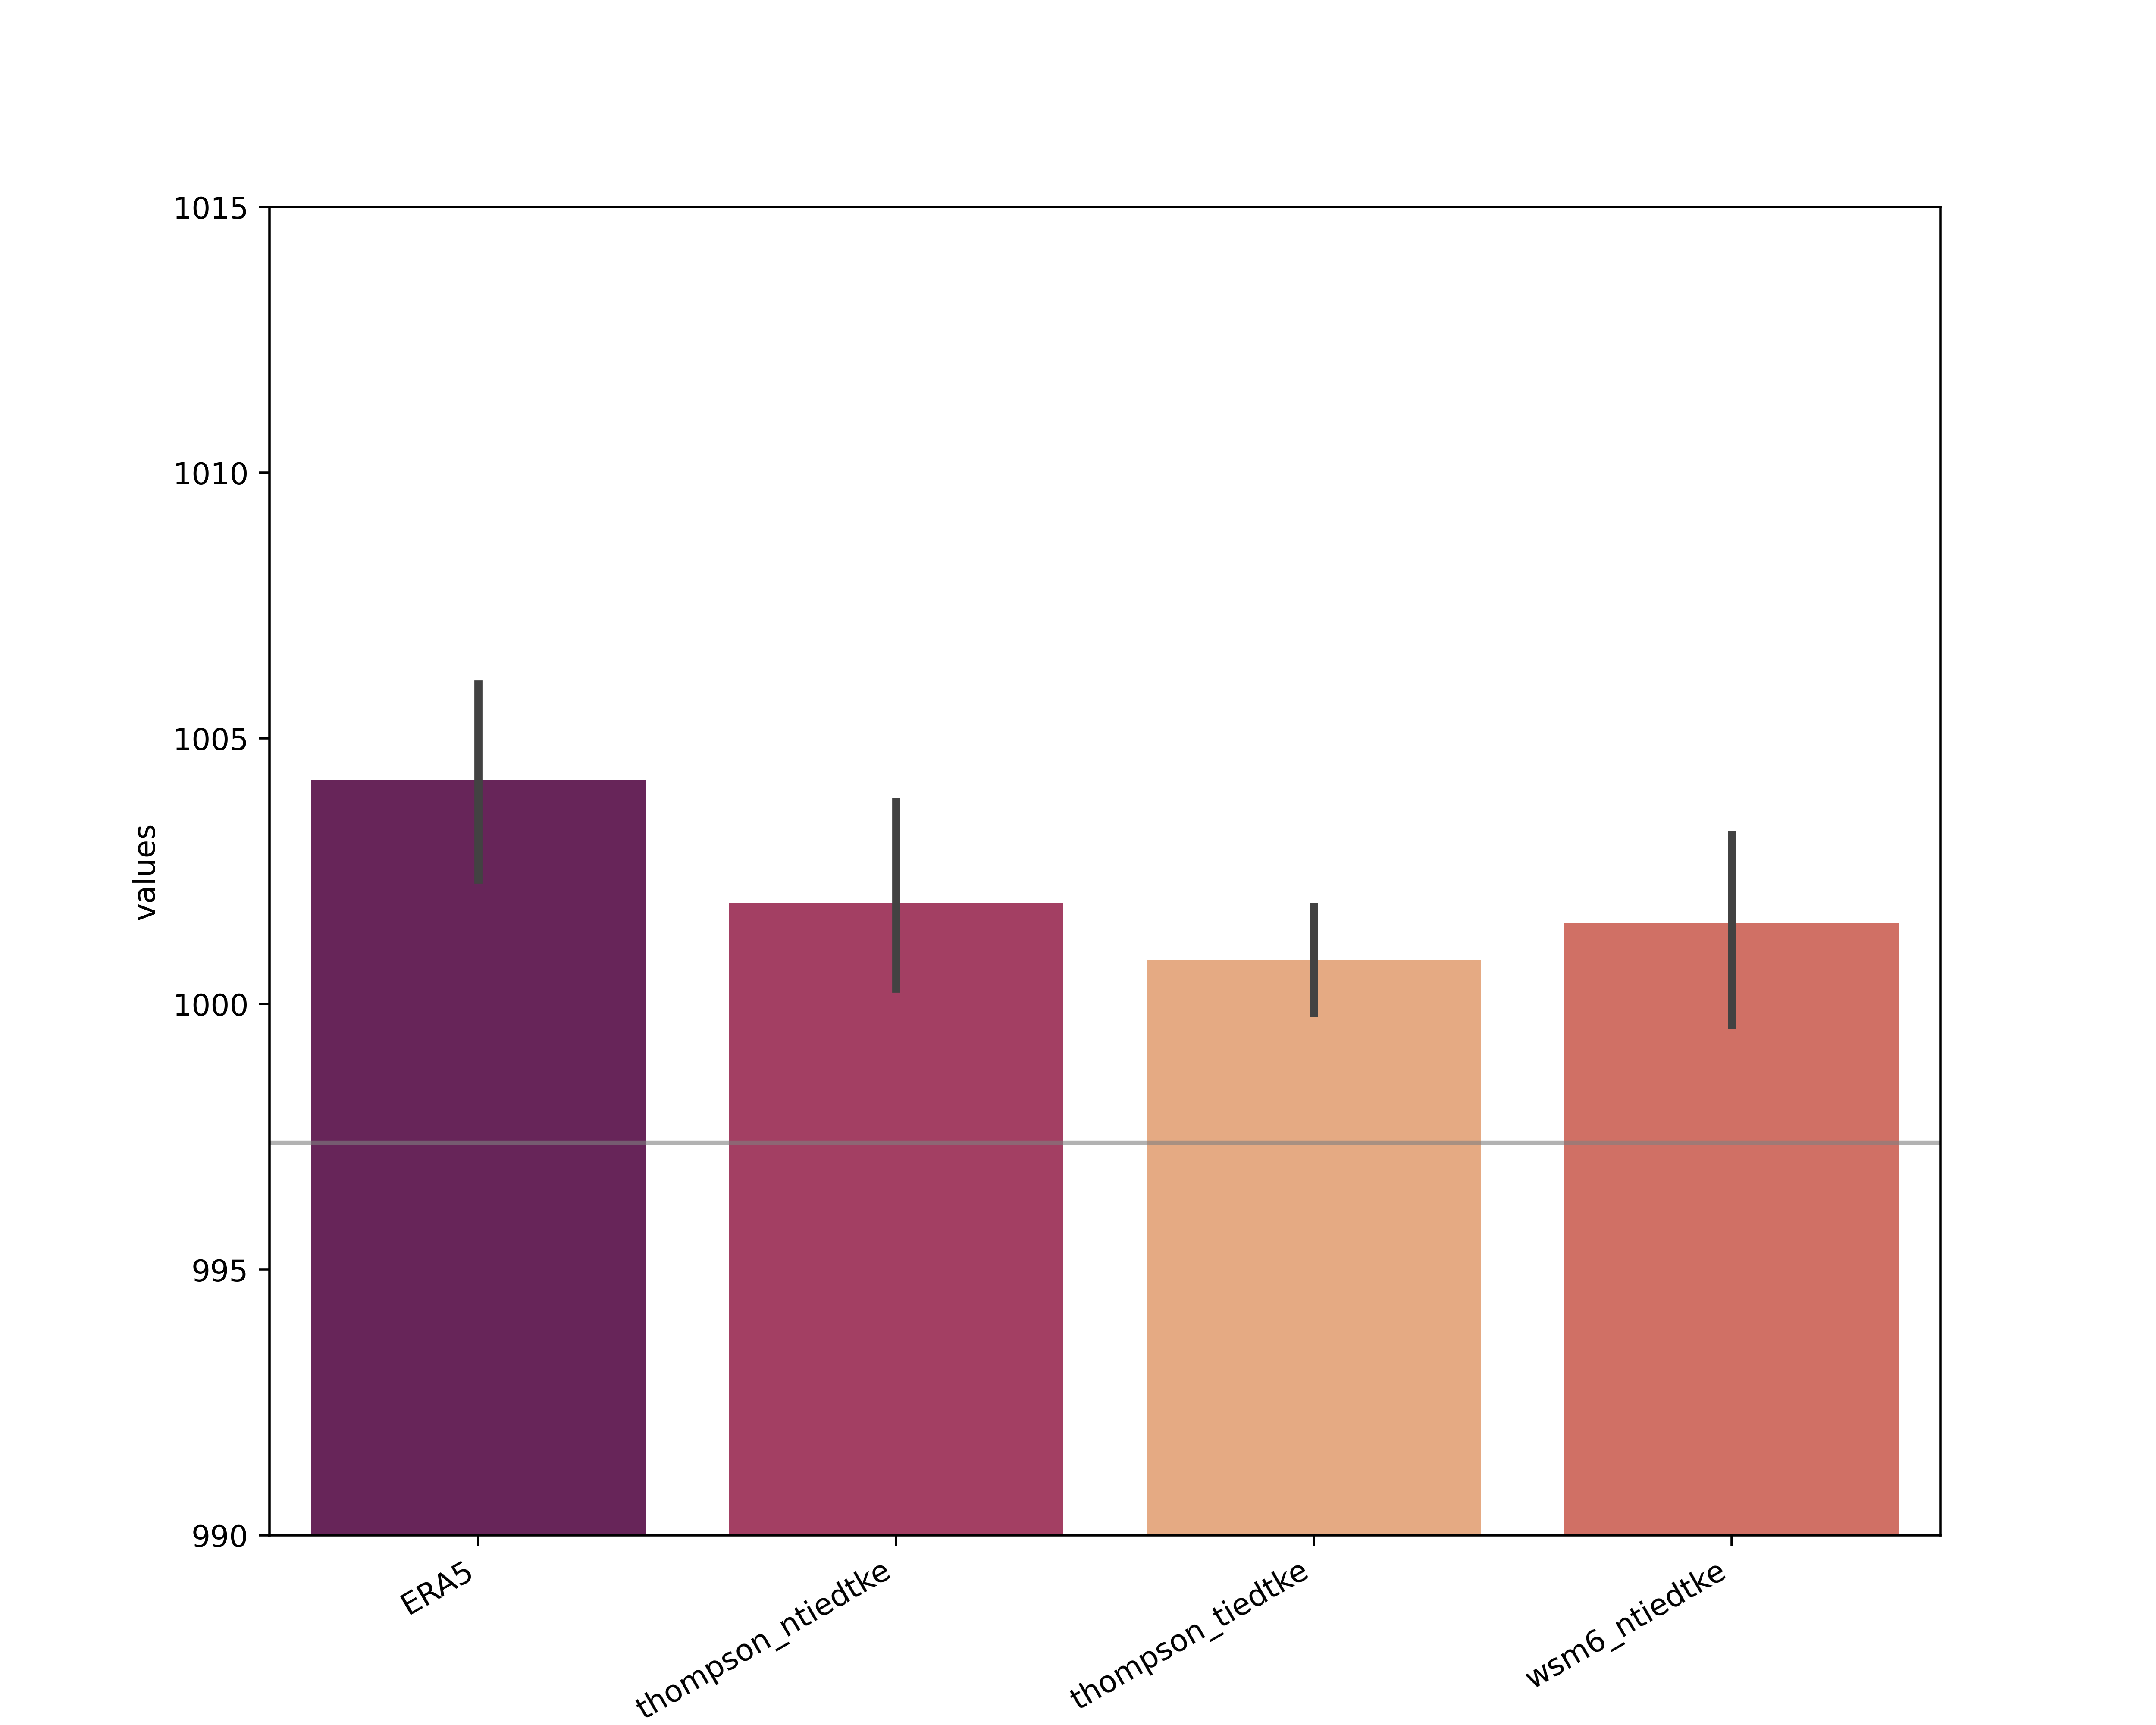 1015
1010
1005
1000
995
990
values
ERA5
thompson_ntiedtke
thompson_tiedtke
wsm6_ntiedtke